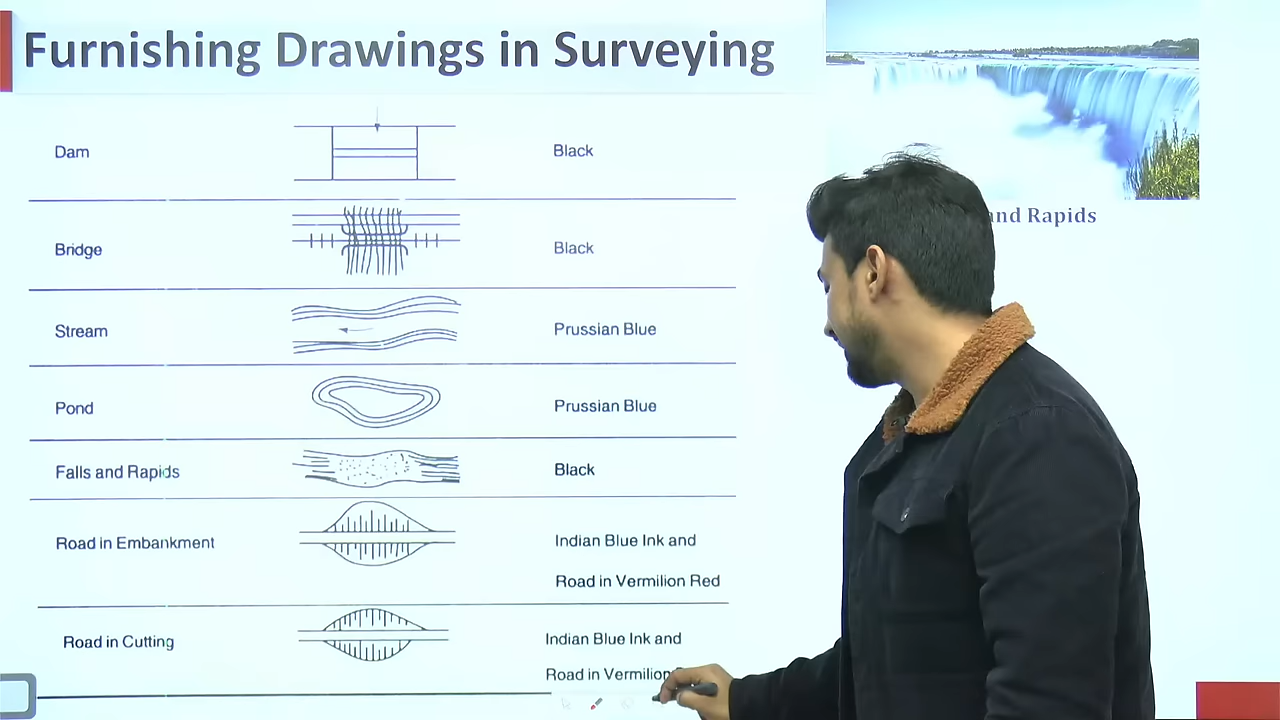 Furnishing Drawings in Surveying
Dam Black
and Rapids
Bridge Black
Stream Prussian Blue
Pond Prussian Blue
Falls and Rapids Black
Road in Embankment Indian Blue Ink and
Road in Vermilion Red
Road in Cutting Indian Blue Ink and
Road in Vermilion